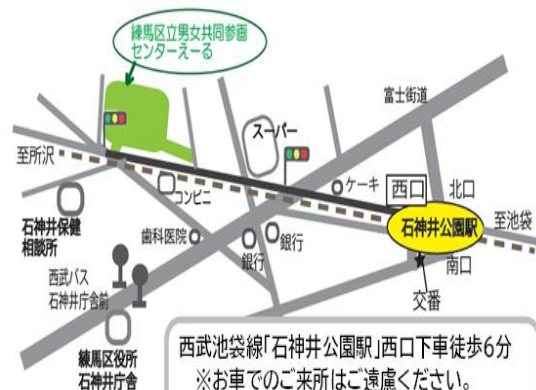 練馬区立男女共同参画
センターえーる
富士街道
スーパー
至所沢
コンビニ
ケーキ
西口
北口
石神井公園駅
至池袋
石神井保健
相談所
歯科医院
銀行
銀行
南口
交番
西武バス
石神井庁舎前
練馬区役所
石神井庁舎
西武池袋線「石神井公園駅」西口下車徒歩6分
※お車でのご来所はご遠慮ください。